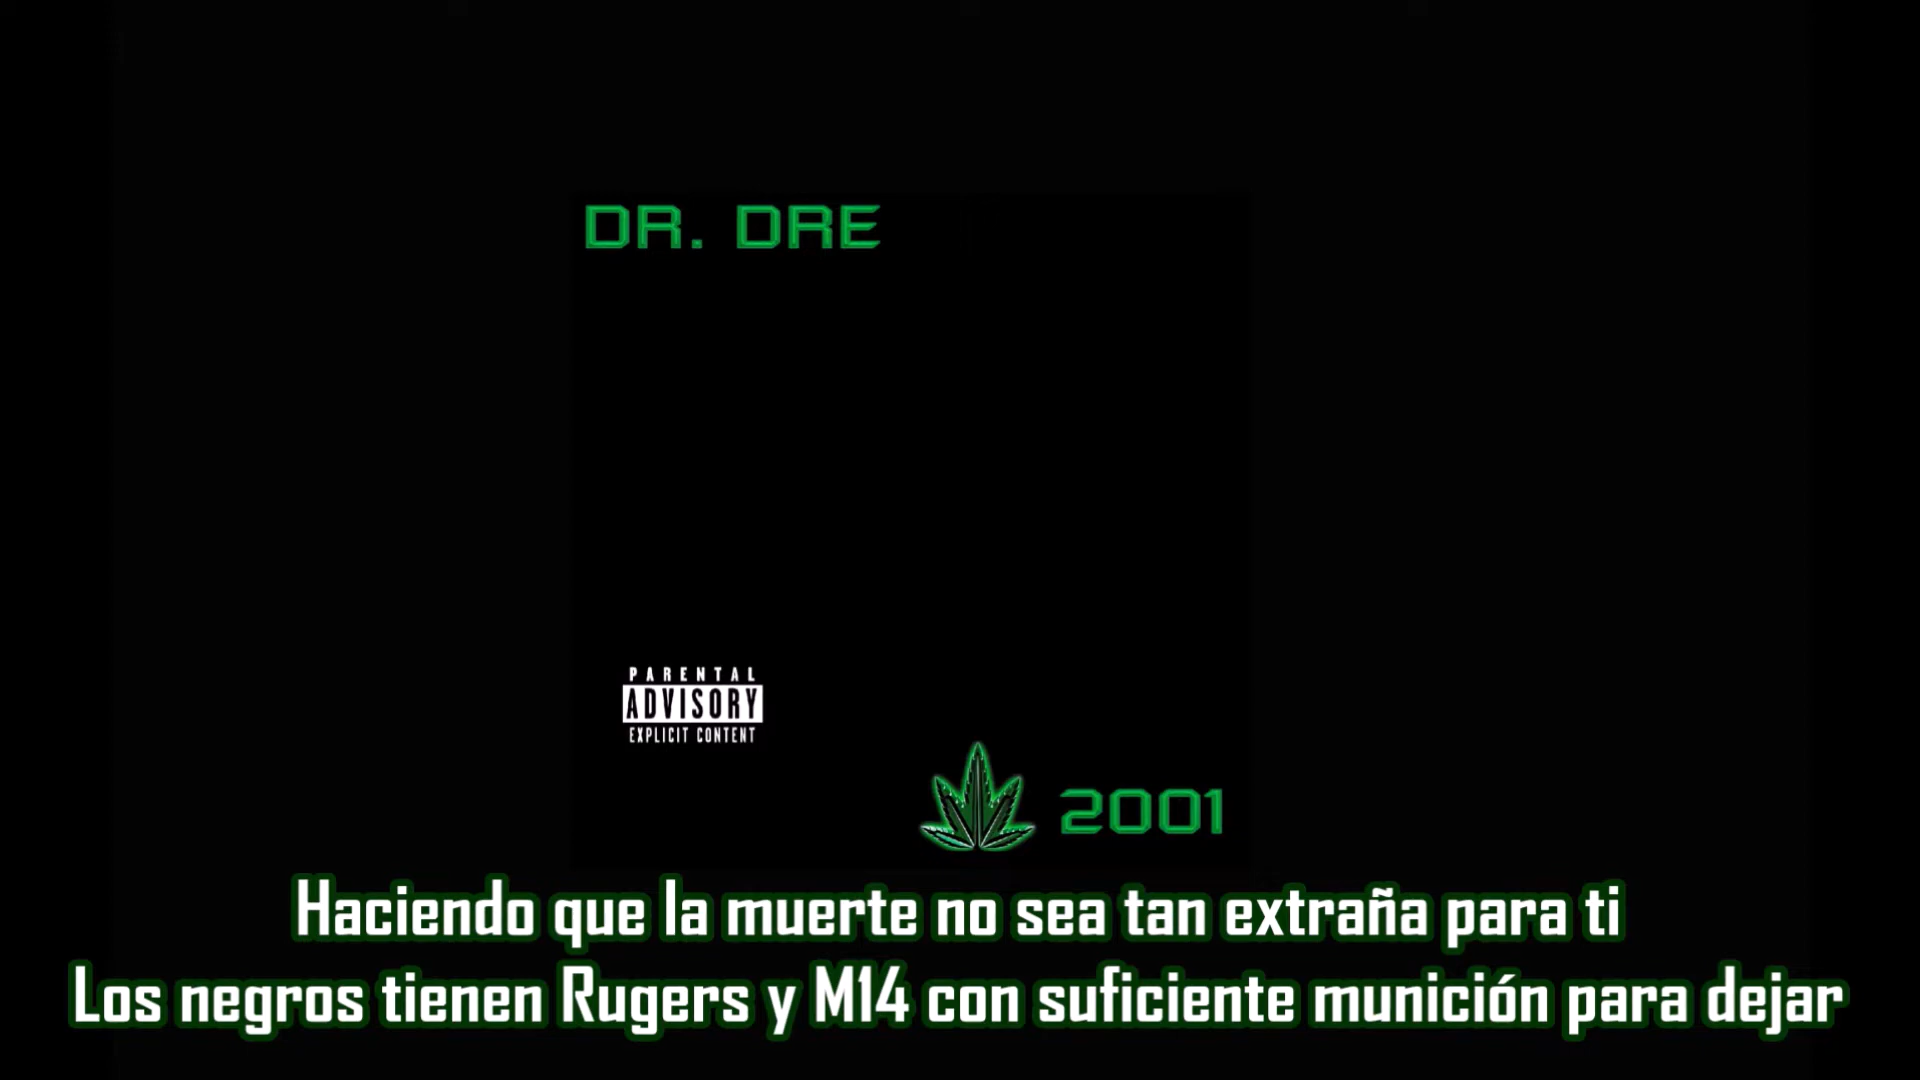 DR. DRE
PARENTAL
ADVISORY
EXPLICIT CONTENT
2001
Haciendo que la muerte no sea tan extraña para ti
Los negros tienen Rugers y M14 con suficiente munición para dejar